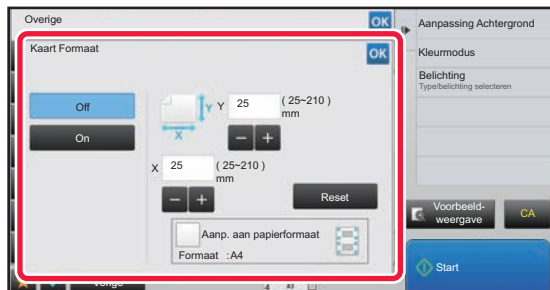 Overige
OK
Kaart Formaat
OK
Off
On
Y
Y
25
( 25~210 )
mm
X
X
25
( 25~210 )
mm
Reset
Aanp. aan papierformaat
Formaat :A4
Aanpassing Achtergrond
Kleurmodus
Belichting
Type/belichting selecteren
Voorbeeld-
weergave
CA
Start